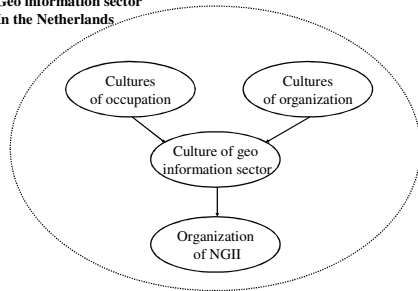 Geo information sector
In the Netherlands
Cultures
of occupation
Cultures
of organization
Culture of geo
information sector
Organization
of NGII